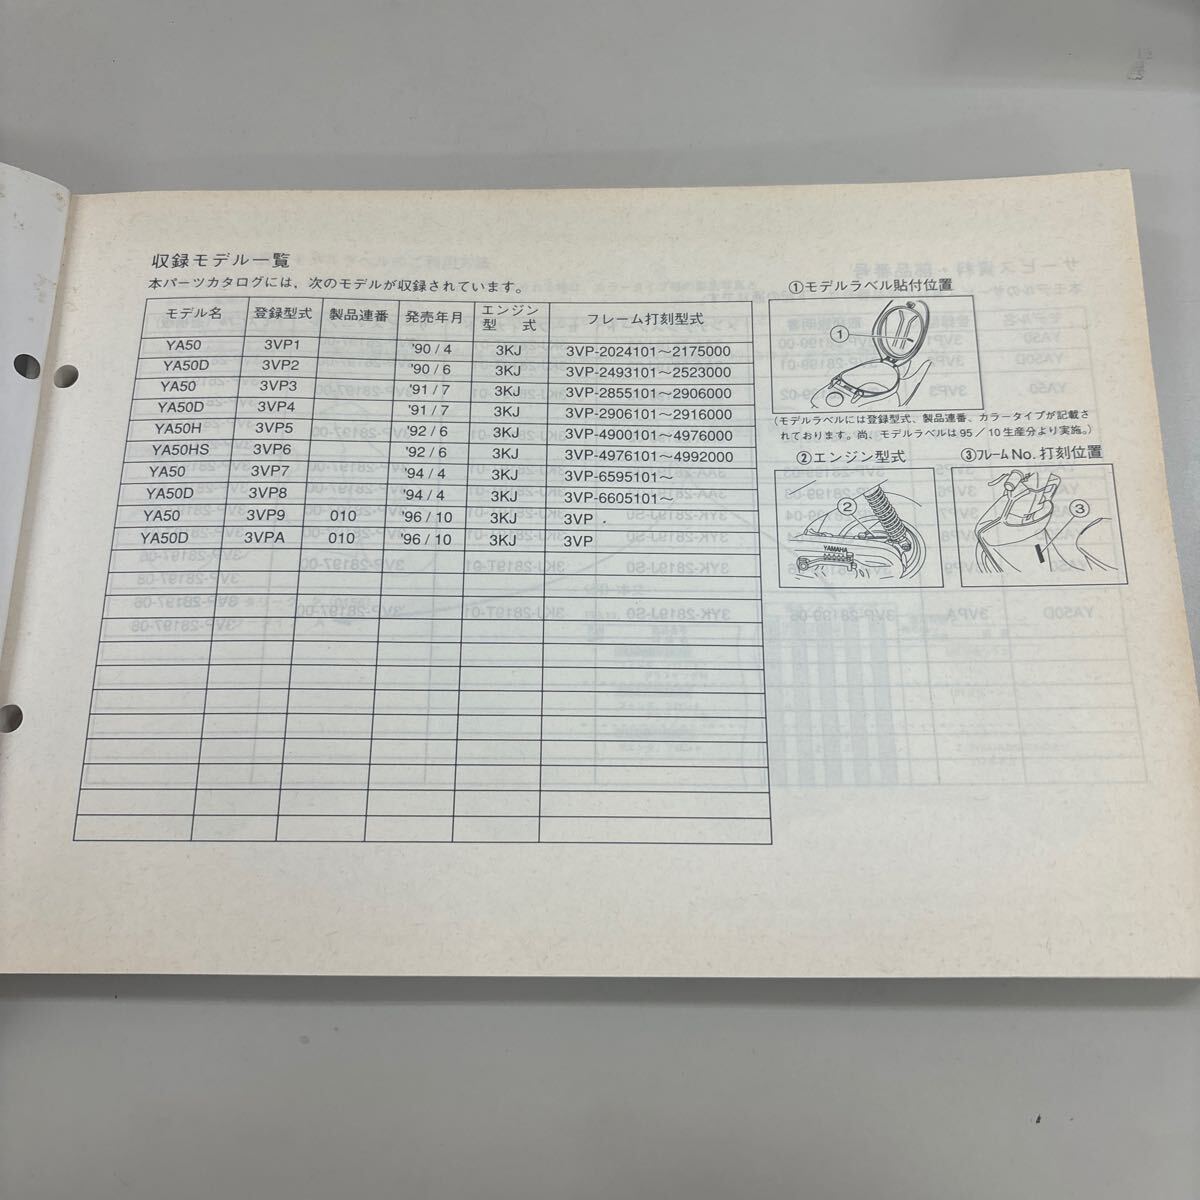 収録モデル一覧
本パーツカタログには、次のモデルが収録されています。
モデル名 登録型式 製品連番 発売年月 エンジン型　式 フレーム打刻型式
YA50 3VP1 '90/4 3KJ 3VP-2024101～2175000
YA50D 3VP2 '90/6 3KJ 3VP-2493101～2523000
YA50 3VP3 '91/7 3KJ 3VP-2855101～2906000
YA50D 3VP4 '91/7 3KJ 3VP-2906101～2916000
YA50H 3VP5 '92/6 3KJ 3VP-4900101～4976000
YA50HS 3VP6 '92/6 3KJ 3VP-4976101～4992000
YA50 3VP7 '94/4 3KJ 3VP-6595101～
YA50D 3VP8 '94/4 3KJ 3VP-6605101～
YA50 3VP9 010 '96/10 3KJ 3VP
YA50D 3VPA 010 '96/10 3KJ 3VP
①モデルラベル貼付位置
①
(モデルラベルには登録型式、製品連番、カラータイプが記載さ
れております。尚、モデルラベルは95/10生産分より実施。)
②エンジン型式
②
YAMAHA
③フレームNo.打刻位置
③